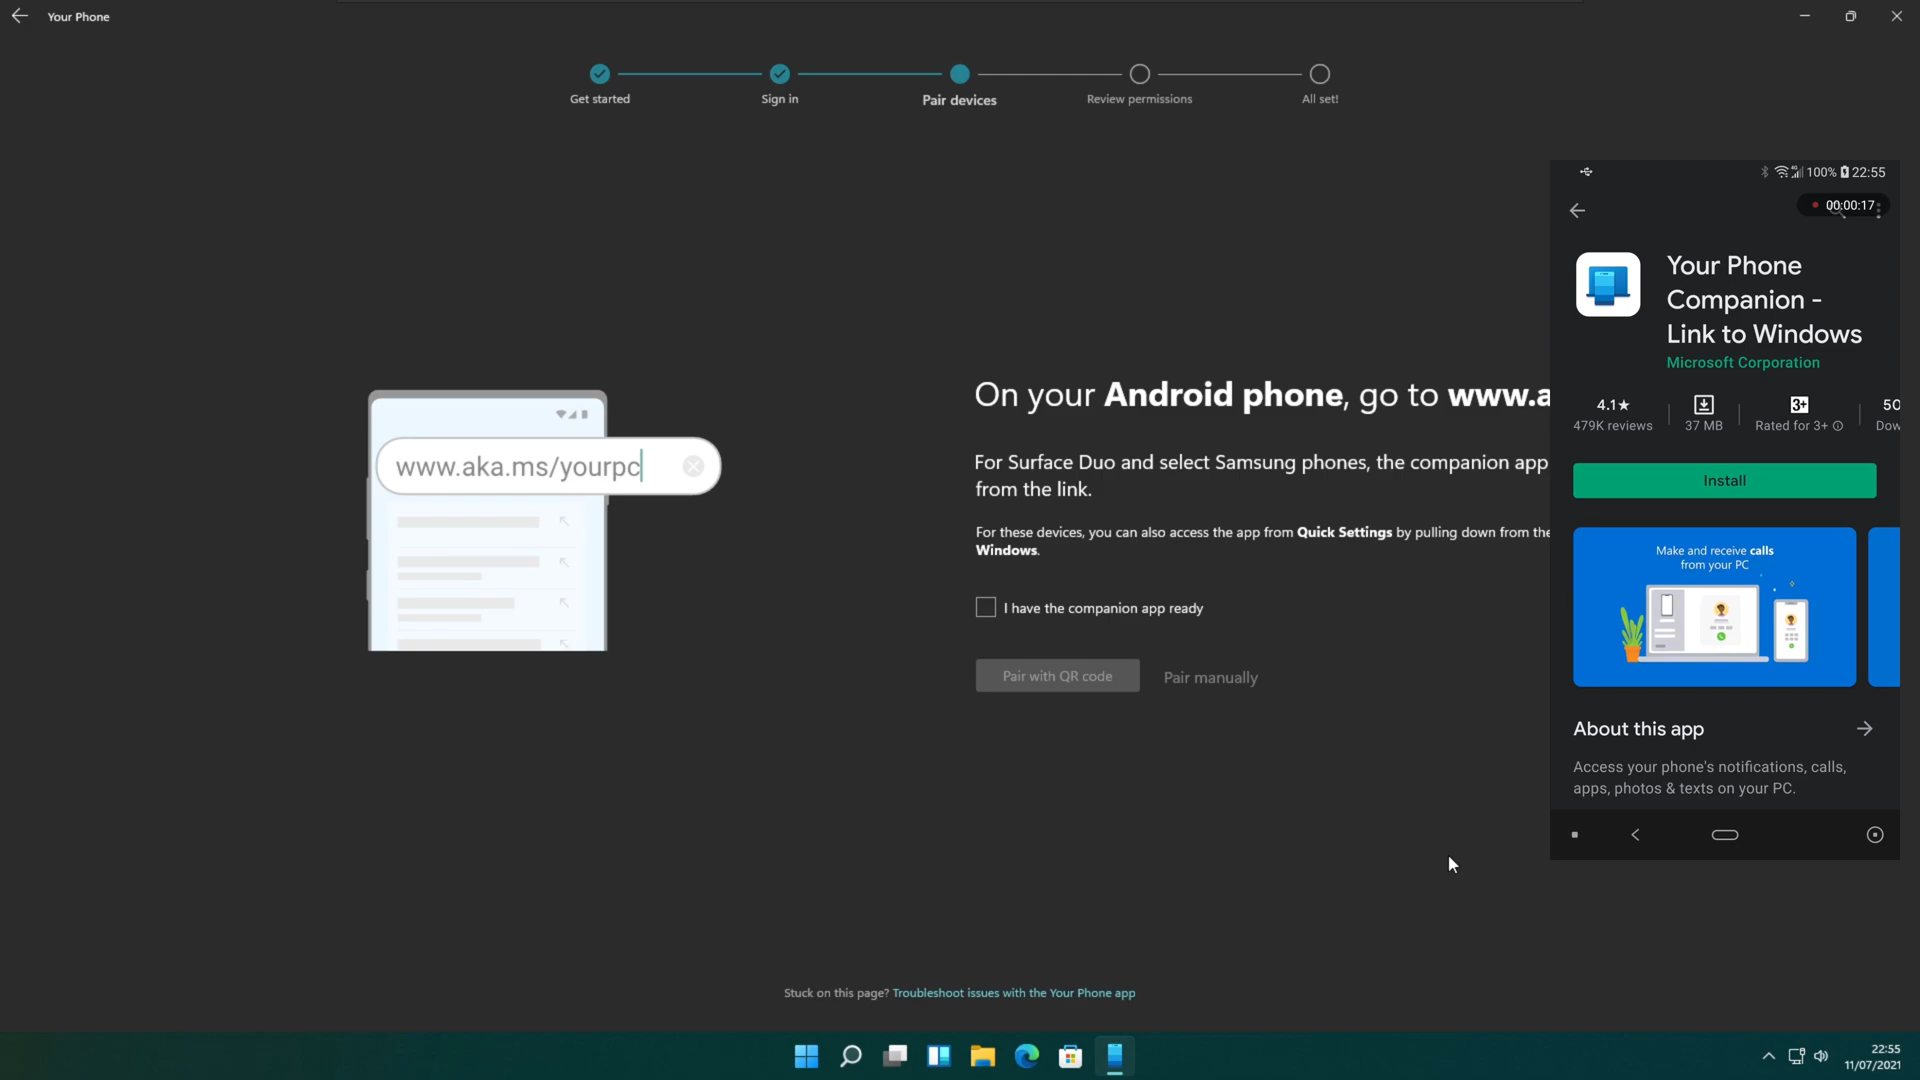 Your Phone
Get started
Sign in
Pair devices
Review permissions
All set!
www.aka.ms/yourpc
On your Android phone, go to www.a
For Surface Duo and select Samsung phones, the companion app
from the link.
For these devices, you can also access the app from Quick Settings by pulling down from the
Windows.
I have the companion app ready
Pair with QR code
Pair manually
100% 22:55
00:00:17
Your Phone
Companion -
Link to Windows
Microsoft Corporation
4.1★
479K reviews
37 MB
3+
Rated for 3+
50
Dow
Install
Make and receive calls
from your PC
About this app
Access your phone's notifications, calls,
apps, photos & texts on your PC.
Stuck on this page? Troubleshoot issues with the Your Phone app
22:55
11/07/2021